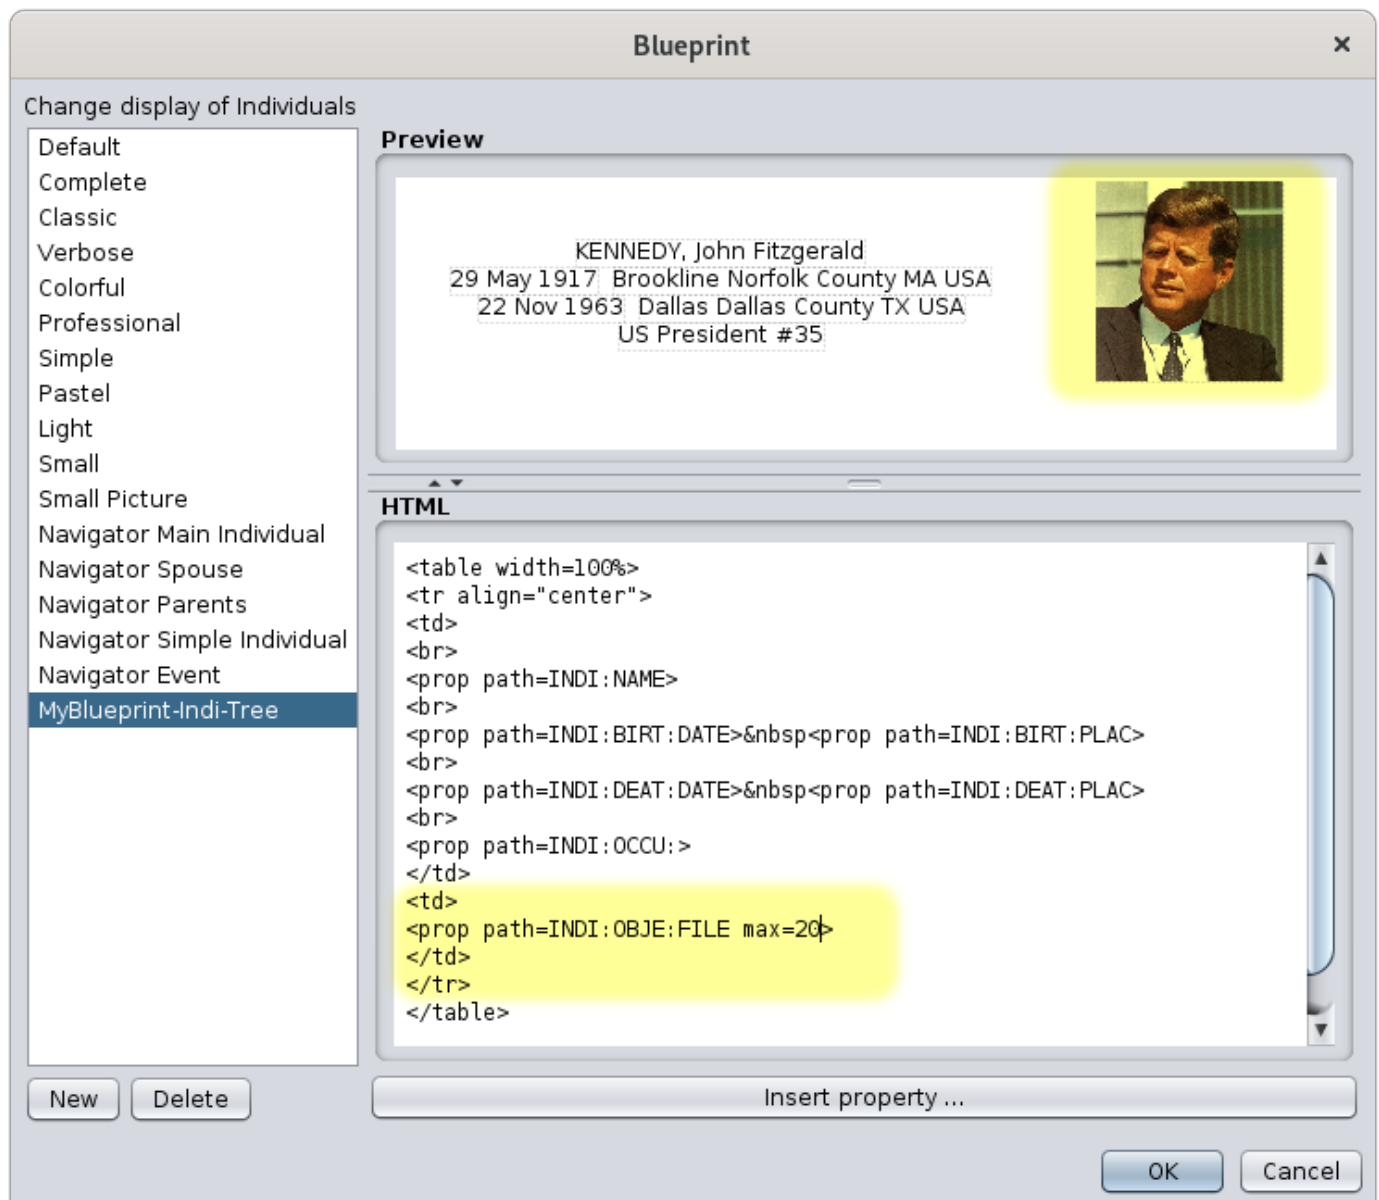 Blueprint
Change display of Individuals
Default
Complete
Classic
Verbose
Colorful
Professional
Simple
Pastel
Light
Small
Small Picture
Navigator Main Individual
Navigator Spouse
Navigator Parents
Navigator Simple Individual
Navigator Event
MyBlueprint-Indi-Tree
New Delete
Preview
KENNEDY, John Fitzgerald
29 May 1917 Brookline Norfolk County MA USA
22 Nov 1963 Dallas Dallas County TX USA
US President #35
HTML
<table width=100%>
<tr align="center">
<td>
<br>
<prop path=INDI:NAME>
<br>
<prop path=INDI:BIRT:DATE>&nbsp<prop path=INDI:BIRT:PLAC>
<br>
<prop path=INDI:DEAT:DATE>&nbsp<prop path=INDI:DEAT:PLAC>
<br>
<prop path=INDI:OCCU:>
</td>
<td>
<prop path=INDI:OBJE:FILE max=20>
</td>
</tr>
</table>
Insert property ...
OK Cancel